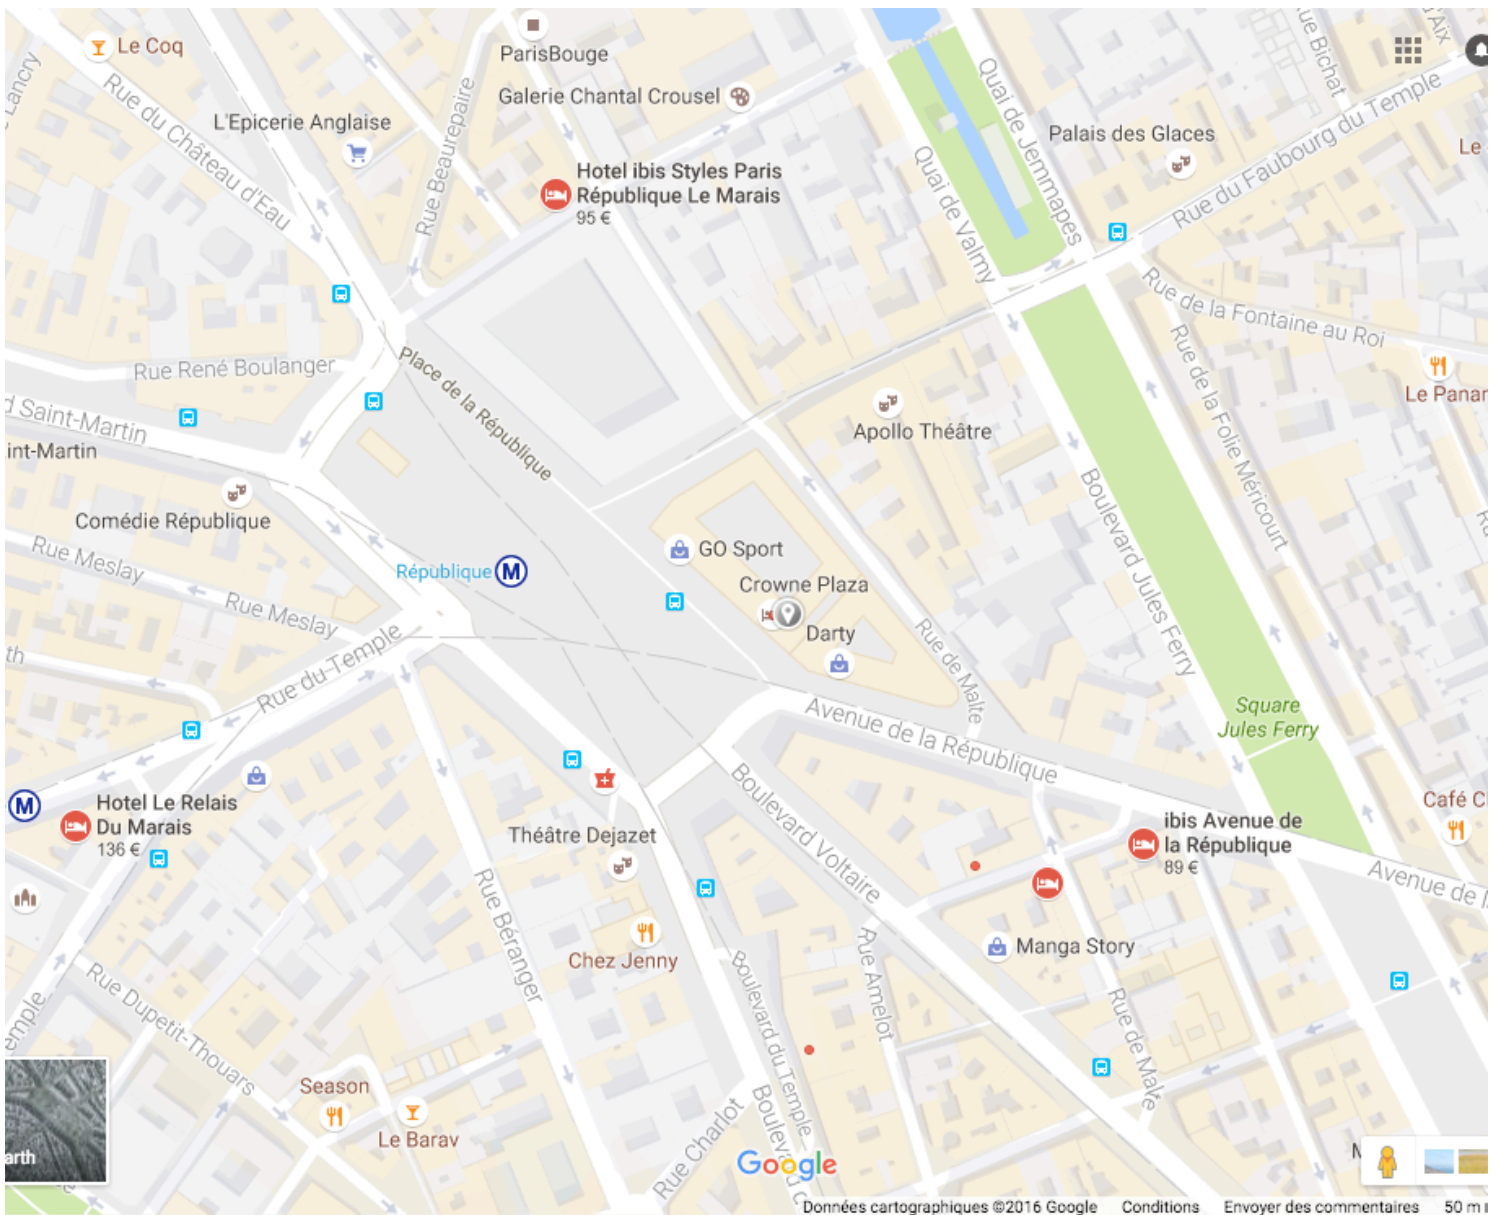 Le Coq
ParisBouge
Galerie Chantal Crousel
L'Epicerie Anglaise
Rue du Château d'Eau
Rue Beaurepaire
Lancry
Hotel ibis Styles Paris
République Le Marais
95 €
Quai de Valmy
Quai de Jemmapes
Palais des Glaces
Rue du Faubourg du Temple
Rue Bichat
d'Aix
Le
Rue de la Fontaine au Roi
Rue de la Folie Méricourt
Rue René Boulanger
Place de la République
d Saint-Martin
int-Martin
Apollo Théâtre
Le Panam
Comédie République
Rue Meslay
Rue Meslay
République
M
GO Sport
Crowne Plaza
Darty
Boulevard Jules Ferry
th
Rue du Temple
Rue de Malte
Avenue de la République
Square
Jules Ferry
M
Hotel Le Relais
Du Marais
136 €
Théâtre Dejazet
Boulevard Voltaire
ibis Avenue de
la République
89 €
Café C
Avenue de l
Rue Béranger
Chez Jenny
Manga Story
Rue Amelot
Rue de Malte
Boulevard du Temple
emple
Rue Dupetit-Thouars
Season
Le Barav
Rue Charlot
Google
arth
M
Données cartographiques ©2016 Google
Conditions
Envoyer des commentaires
50 m